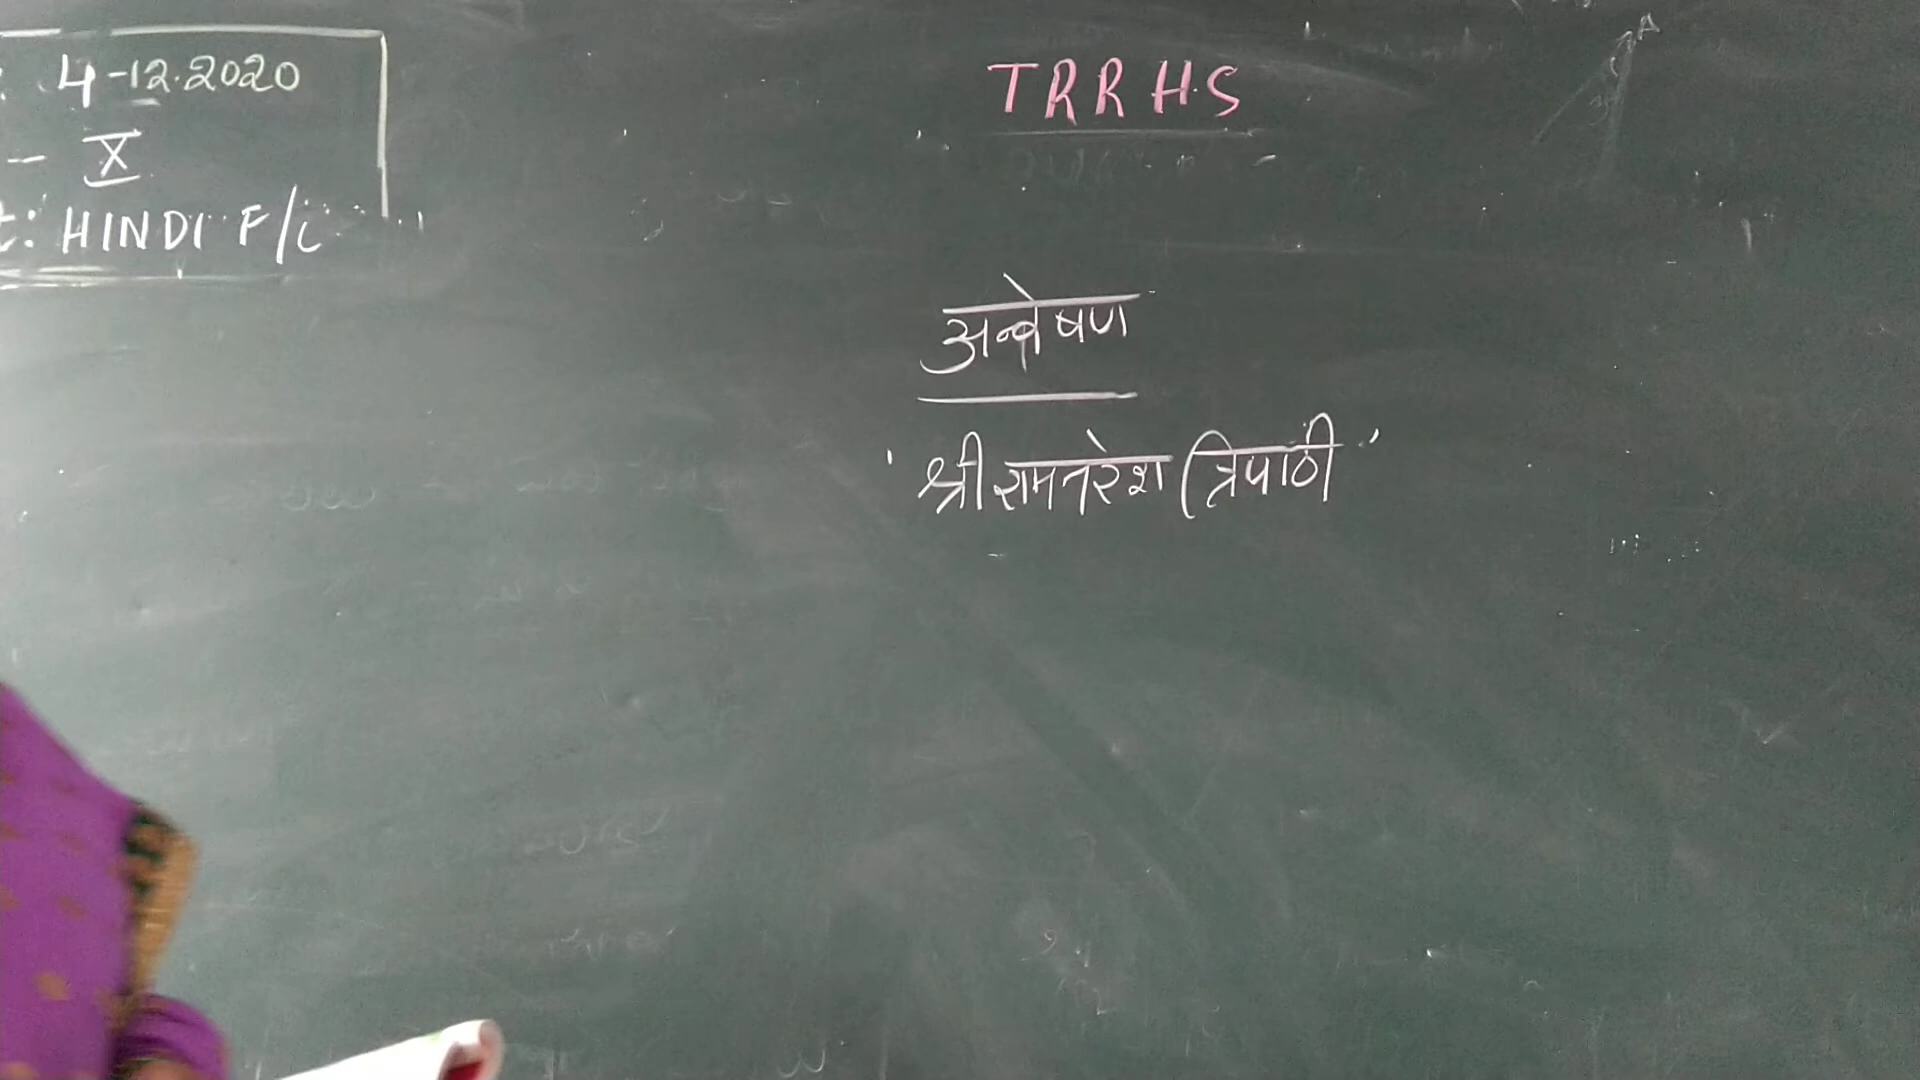 4-12.2020
- X
t: HINDI F/L
TRRHS
अन्वेषण
' श्री रामनरेश त्रिपाठी '